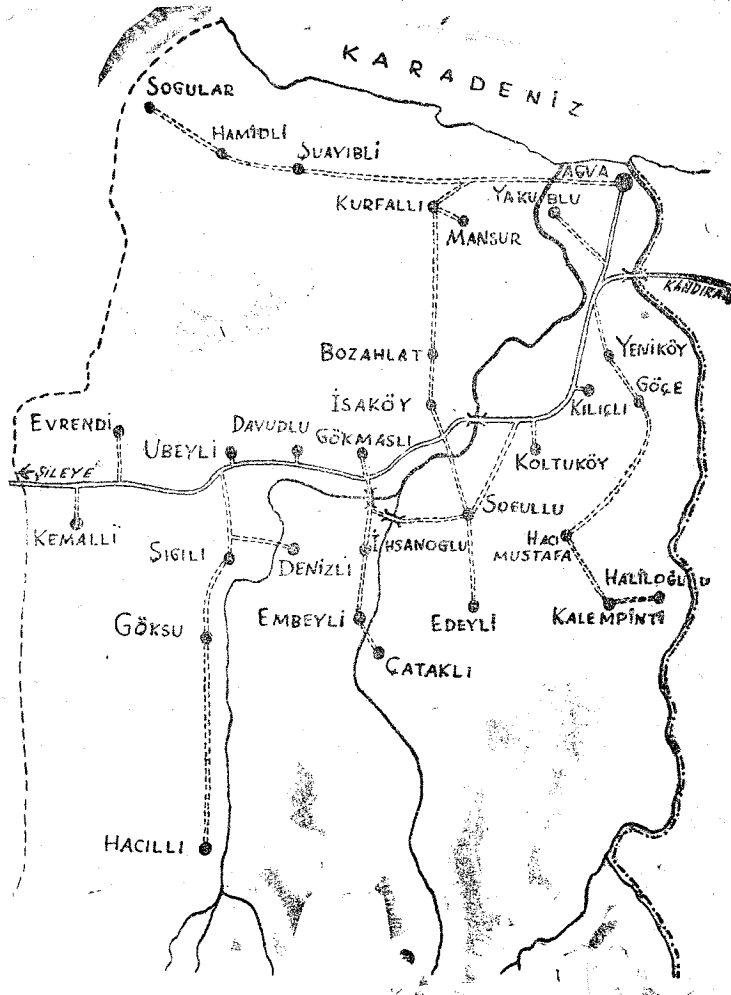 KARADENİZ
SOGULAR
HAMİDLİ
ŞUAYIBLİ
AĞVA
KURFALLI
YAKUBLU
MANSUR
KANDIRA
BOZAHLAT
YENİKÖY
GÖÇE
İSAKÖY
KILIÇLI
EVRENDİ
UBEYLİ
DAVUDLU
GÖKMASLI
KOLTUKÖY
ŞİLEYE
KEMALLİ
SOFULLU
ŞIGILI
DENİZLİ
İHSANOGLU
HACI
MUSTAFA
HALİLOĞLU
GÖKSU
EMBEYLİ
EDEYLİ
KALEMPİNTİ
ÇATAKLI
HACILLI